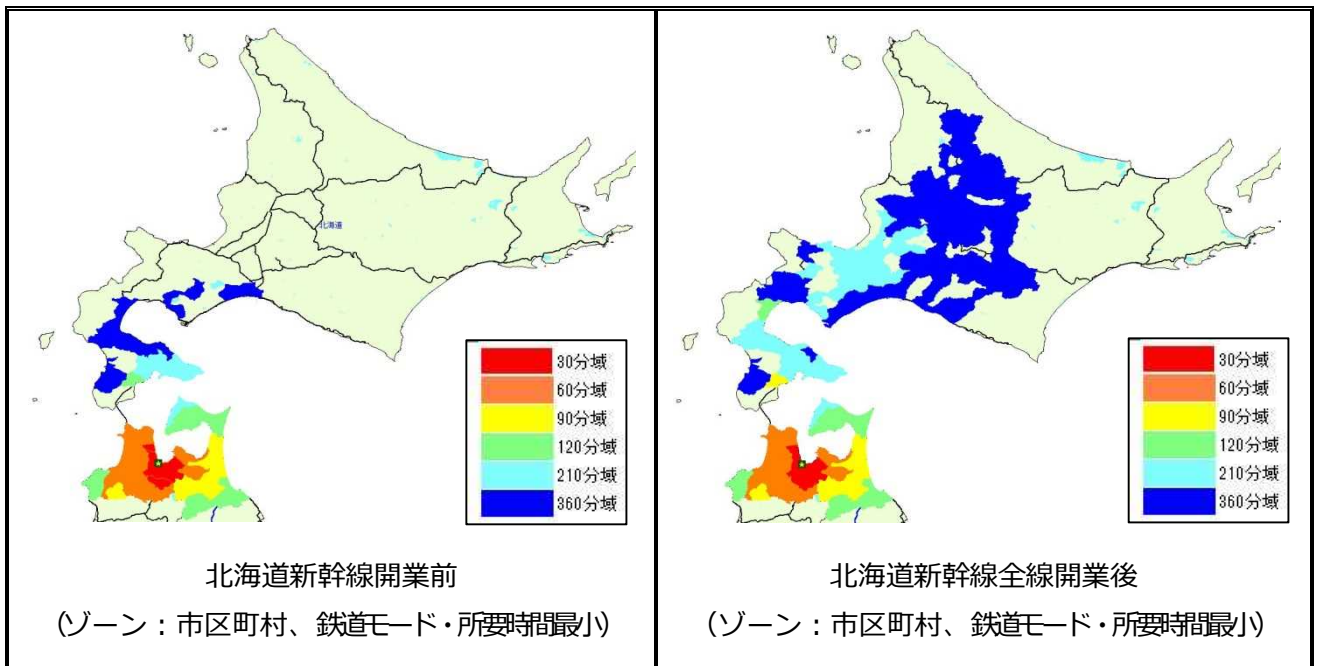 北海道
30分域
60分域
90分域
120分域
210分域
360分域
北海道新幹線開業前
(ゾーン:市区町村、鉄道モード・所要時間最小)
30分域
60分域
90分域
120分域
210分域
360分域
北海道新幹線全線開業後
(ゾーン:市区町村、鉄道モード・所要時間最小)